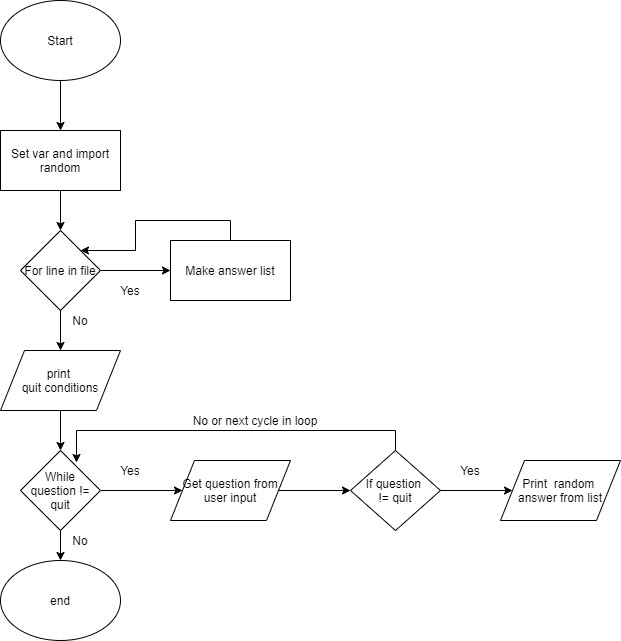 Start
Set var and import
random
For line in file
Yes
Make answer list
No
print
quit conditions
No or next cycle in loop
While
question !=
quit
Yes
Get question from
user input
If question
!= quit
Yes
Print random
answer from list
No
end